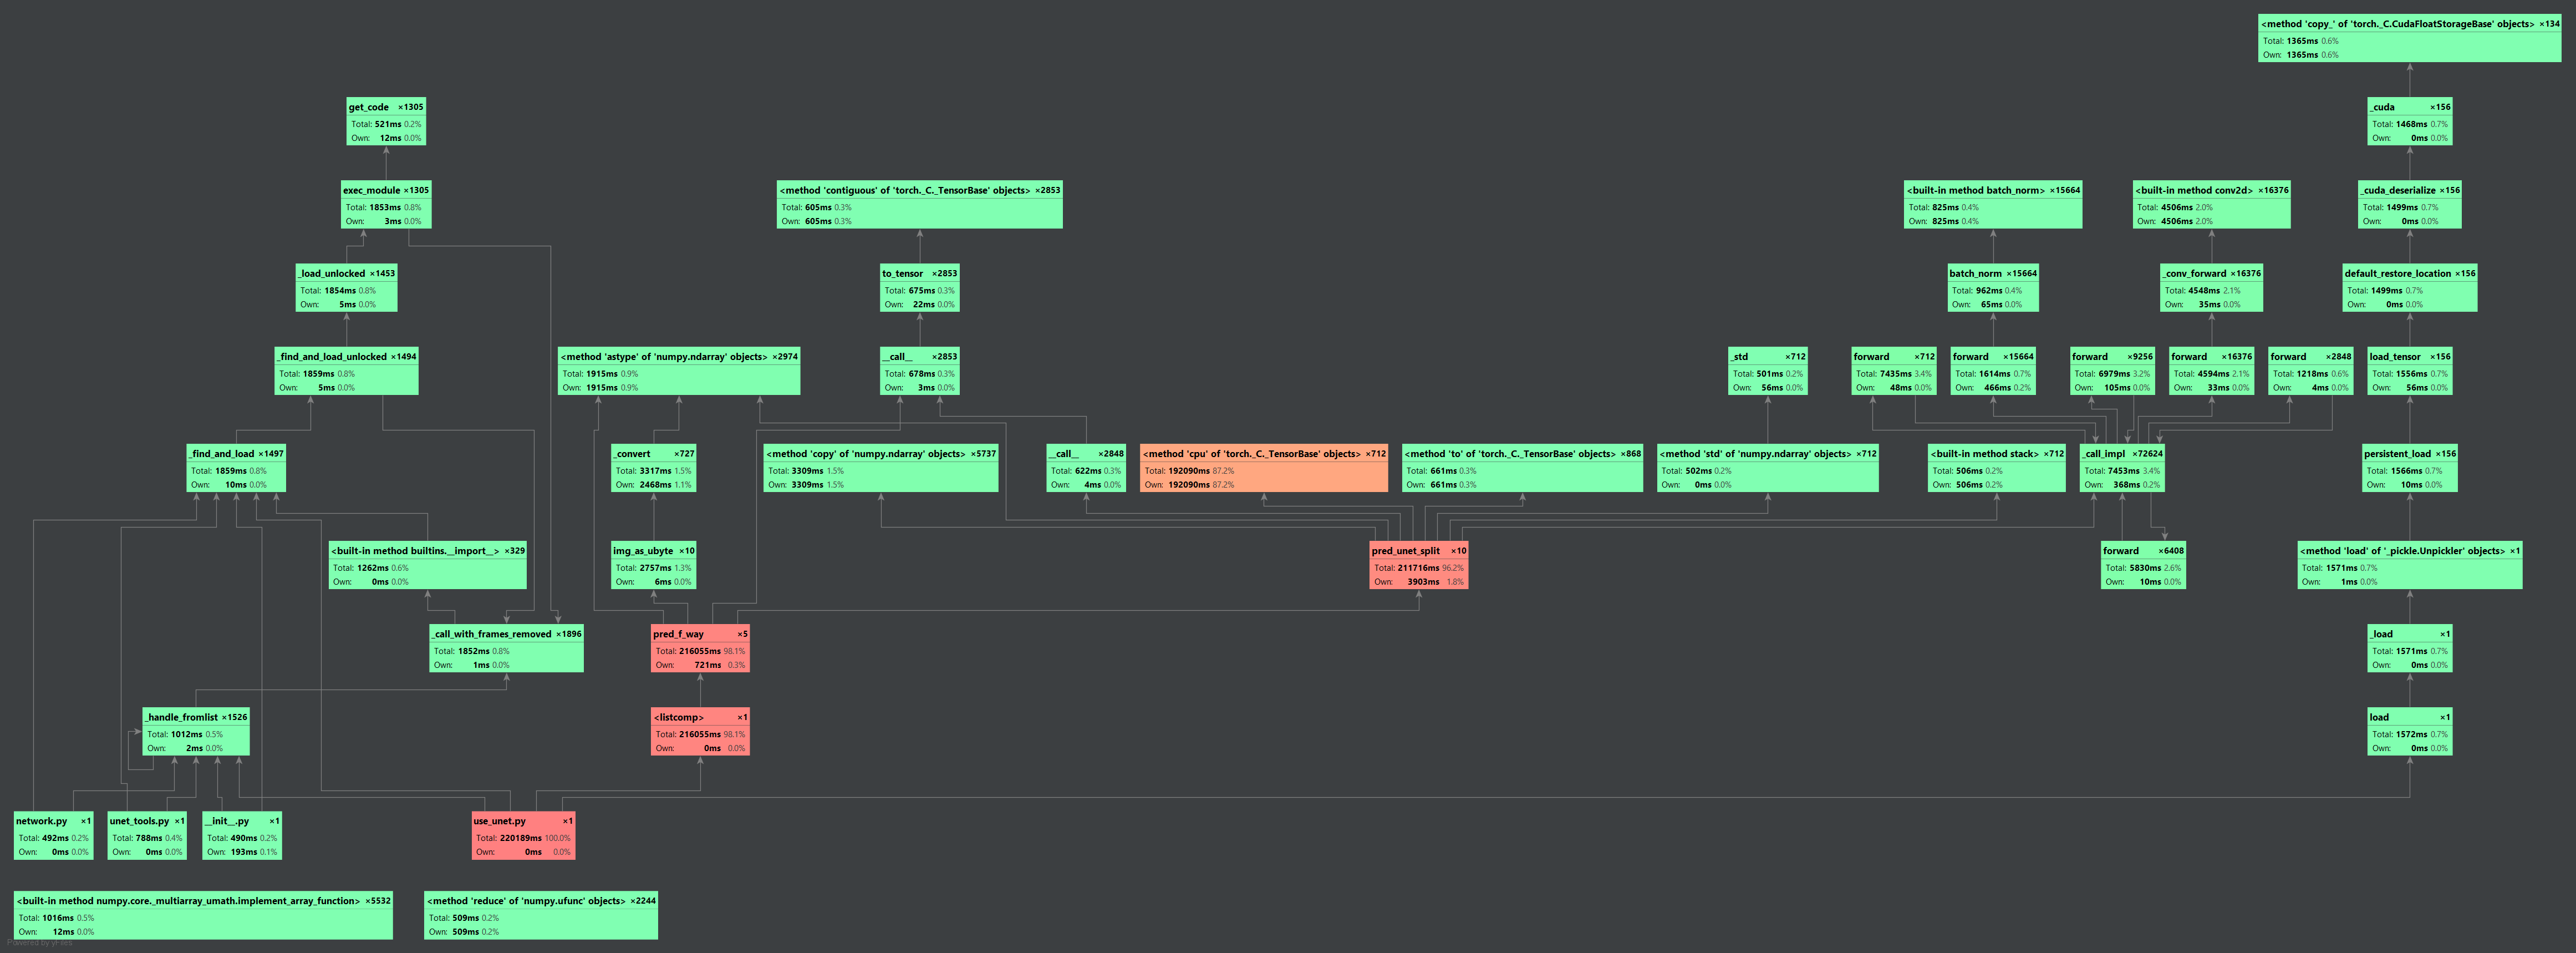 <method 'copy_' of 'torch._C.CudaFloatStorageBase' objects> ×134
Total: 1365ms 0.6%
Own: 1365ms 0.6%
get_code ×1305
Total: 521ms 0.2%
Own: 12ms 0.0%
_cuda ×156
Total: 1468ms 0.7%
Own: 0ms 0.0%
exec_module ×1305
Total: 1853ms 0.8%
Own: 3ms 0.0%
<method 'contiguous' of 'torch._C._TensorBase' objects> ×2853
Total: 605ms 0.3%
Own: 605ms 0.3%
<built-in method batch_norm> ×15664
Total: 825ms 0.4%
Own: 825ms 0.4%
<built-in method conv2d> ×16376
Total: 4506ms 2.0%
Own: 4506ms 2.0%
_cuda_deserialize ×156
Total: 1499ms 0.7%
Own: 0ms 0.0%
_load_unlocked ×1453
Total: 1854ms 0.8%
Own: 5ms 0.0%
to_tensor ×2853
Total: 675ms 0.3%
Own: 22ms 0.0%
batch_norm ×15664
Total: 962ms 0.4%
Own: 65ms 0.0%
_conv_forward ×16376
Total: 4548ms 2.1%
Own: 35ms 0.0%
default_restore_location ×156
Total: 1499ms 0.7%
Own: 0ms 0.0%
_find_and_load_unlocked ×1494
Total: 1859ms 0.8%
Own: 5ms 0.0%
<method 'astype' of 'numpy.ndarray' objects> ×2974
Total: 1915ms 0.9%
Own: 1915ms 0.9%
__call__ ×2853
Total: 678ms 0.3%
Own: 3ms 0.0%
_std ×712
Total: 501ms 0.2%
Own: 56ms 0.0%
forward ×712
Total: 7435ms 3.4%
Own: 48ms 0.0%
forward ×15664
Total: 1614ms 0.7%
Own: 466ms 0.2%
forward ×9256
Total: 6979ms 3.2%
Own: 105ms 0.0%
forward ×16376
Total: 4594ms 2.1%
Own: 33ms 0.0%
forward ×2848
Total: 1218ms 0.6%
Own: 4ms 0.0%
load_tensor ×156
Total: 1556ms 0.7%
Own: 56ms 0.0%
_find_and_load ×1497
Total: 1859ms 0.8%
Own: 10ms 0.0%
_convert ×727
Total: 3317ms 1.5%
Own: 2468ms 1.1%
<method 'copy' of 'numpy.ndarray' objects> ×5737
Total: 3309ms 1.5%
Own: 3309ms 1.5%
__call__ ×2848
Total: 622ms 0.3%
Own: 4ms 0.0%
<method 'cpu' of 'torch._C._TensorBase' objects> ×712
Total: 192090ms 87.2%
Own: 192090ms 87.2%
<method 'to' of 'torch._C._TensorBase' objects> ×868
Total: 661ms 0.3%
Own: 661ms 0.3%
<method 'std' of 'numpy.ndarray' objects> ×712
Total: 502ms 0.2%
Own: 0ms 0.0%
<built-in method stack> ×712
Total: 506ms 0.2%
Own: 506ms 0.2%
_call_impl ×72624
Total: 7453ms 3.4%
Own: 368ms 0.2%
persistent_load ×156
Total: 1566ms 0.7%
Own: 10ms 0.0%
<built-in method builtins.__import__> ×329
Total: 1262ms 0.6%
Own: 0ms 0.0%
img_as_ubyte ×10
Total: 2757ms 1.3%
Own: 6ms 0.0%
pred_unet_split ×10
Total: 211716ms 96.2%
Own: 3903ms 1.8%
forward ×6408
Total: 5830ms 2.6%
Own: 10ms 0.0%
<method 'load' of '_pickle.Unpickler' objects> ×1
Total: 1571ms 0.7%
Own: 1ms 0.0%
_call_with_frames_removed ×1896
Total: 1852ms 0.8%
Own: 1ms 0.0%
pred_f_way ×5
Total: 216055ms 98.1%
Own: 721ms 0.3%
_load ×1
Total: 1571ms 0.7%
Own: 0ms 0.0%
_handle_fromlist ×1526
Total: 1012ms 0.5%
Own: 2ms 0.0%
<listcomp> ×1
Total: 216055ms 98.1%
Own: 0ms 0.0%
load ×1
Total: 1572ms 0.7%
Own: 0ms 0.0%
network.py ×1
Total: 492ms 0.2%
Own: 0ms 0.0%
unet_tools.py ×1
Total: 788ms 0.4%
Own: 0ms 0.0%
__init__.py ×1
Total: 490ms 0.2%
Own: 193ms 0.1%
use_unet.py ×1
Total: 220189ms 100.0%
Own: 0ms 0.0%
<built-in method numpy.core._multiarray_umath.implement_array_function> ×5532
Total: 1016ms 0.5%
Own: 12ms 0.0%
<method 'reduce' of 'numpy.ufunc' objects> ×2244
Total: 509ms 0.2%
Own: 509ms 0.2%
Powered by yFiles